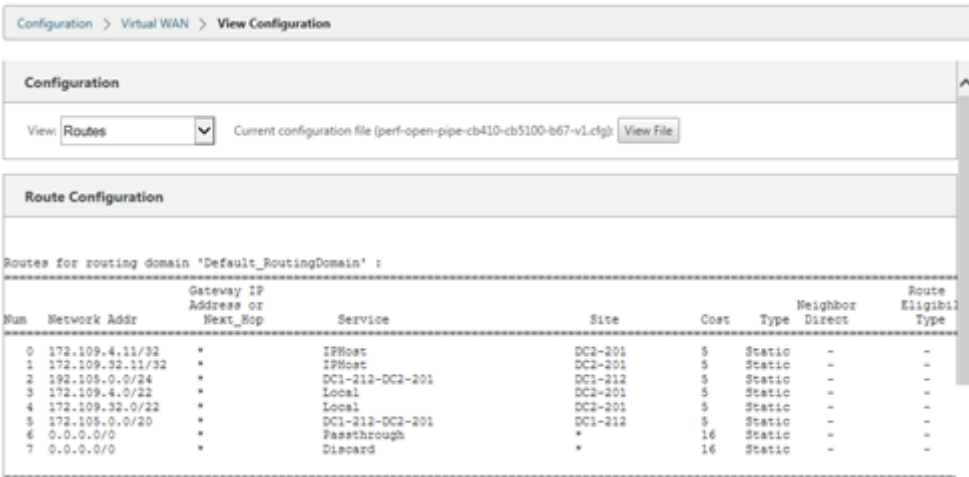 Configuration > Virtual WAN > View Configuration
Configuration
View: Routes Current configuration file (perf-open-pipe-cb410-cb5100-b67-v1.cfg): View File
Route Configuration
Routes for routing domain 'Default_RoutingDomain' :
Gateway IP Route
Address or Neighbor Eligibil
Num Network Addr Next_Hop Service Site Cost Type Direct Type
0 172.109.4.11/32 * IPHost DC2-201 5 Static - -
1 172.109.32.11/32 * IPHost DC2-201 5 Static - -
2 192.105.0.0/24 * DC1-212-DC2-201 DC1-212 5 Static - -
3 172.109.4.0/22 * Local DC2-201 5 Static - -
4 172.109.32.0/22 * Local DC2-201 5 Static - -
5 172.105.0.0/20 * DC1-212-DC2-201 DC1-212 5 Static - -
6 0.0.0.0/0 * Passthrough * 16 Static - -
7 0.0.0.0/0 * Discard * 16 Static - -